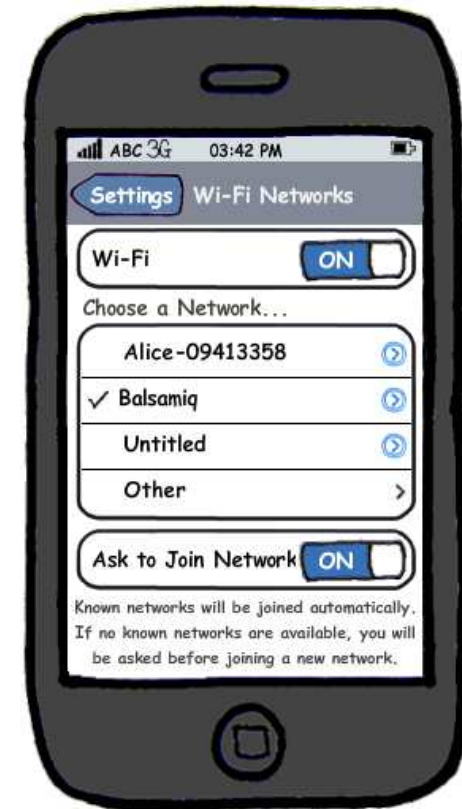 ABC 3G 03:42 PM
Settings Wi-Fi Networks
Wi-Fi ON
Choose a Network...
Alice-09413358
Balsamiq
Untitled
Other
Ask to Join Network ON
Known networks will be joined automatically.
If no known networks are available, you will
be asked before joining a new network.